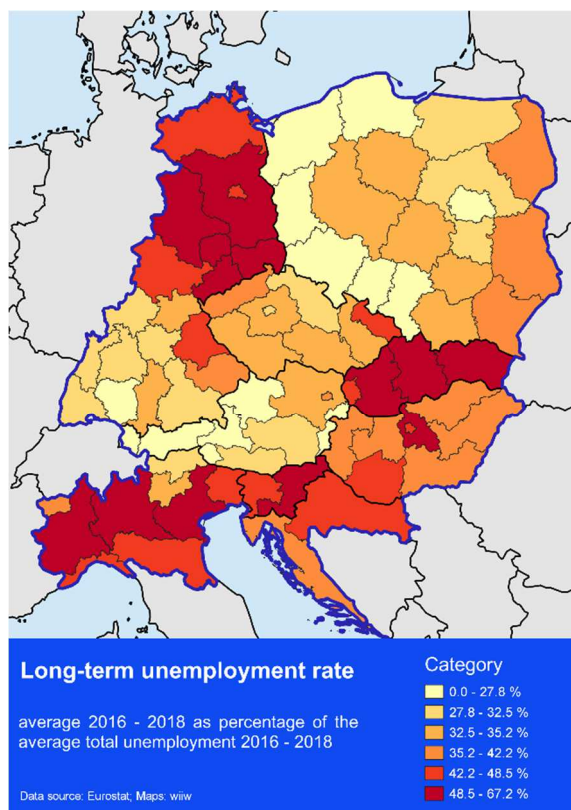 Long-term unemployment rate
average 2016 - 2018 as percentage of the
average total unemployment 2016 - 2018
Data source: Eurostat; Maps: wiiw
Category
0.0 - 27.8 %
27.8 - 32.5 %
32.5 - 35.2 %
35.2 - 42.2 %
42.2 - 48.5 %
48.5 - 67.2 %